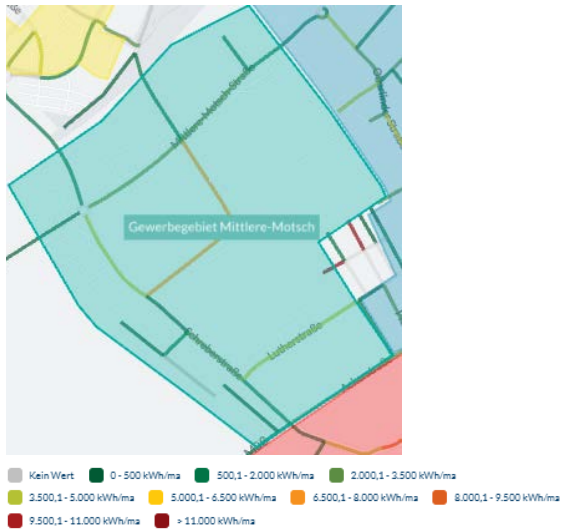 Mittlere-Motsch-Straße
Gewerbegebiet Mittlere-Motsch
Lutherstraße
Schreberstraße
Kein Wert 0 - 500 kWh/ma 500,1 - 2.000 kWh/ma 2.000,1 - 3.500 kWh/ma
3.500,1 - 5.000 kWh/ma 5.000,1 - 6.500 kWh/ma 6.500,1 - 8.000 kWh/ma 8.000,1 - 9.500 kWh/ma
9.500,1 - 11.000 kWh/ma > 11.000 kWh/ma